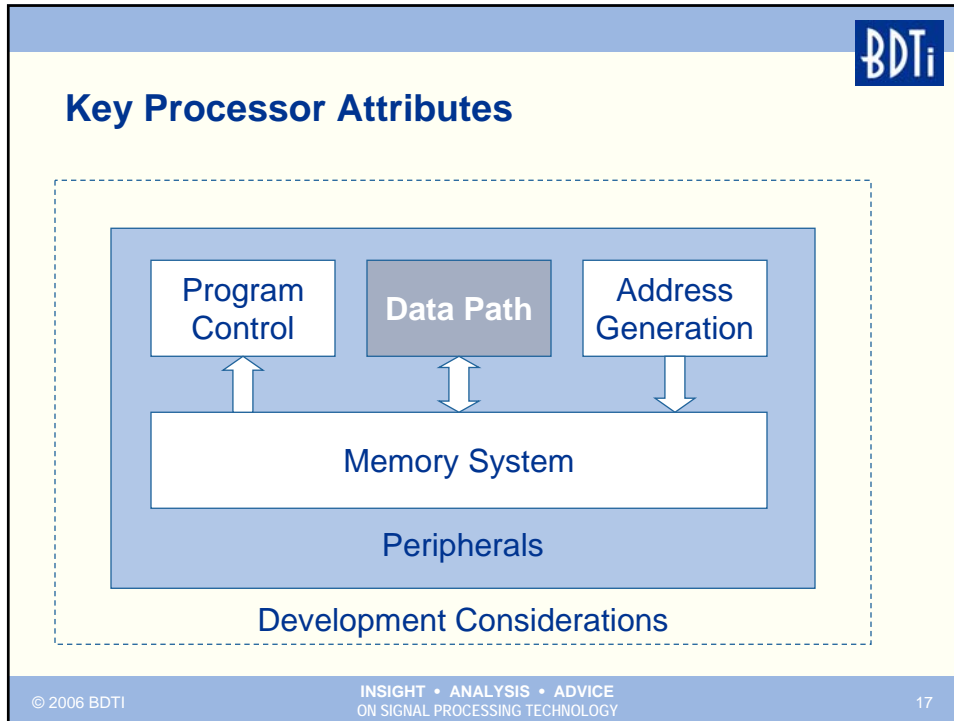 BDTi
Key Processor Attributes
Program
Control
Data Path
Address
Generation
Memory System
Peripherals
Development Considerations
© 2006 BDTI
INSIGHT • ANALYSIS • ADVICE
ON SIGNAL PROCESSING TECHNOLOGY
17